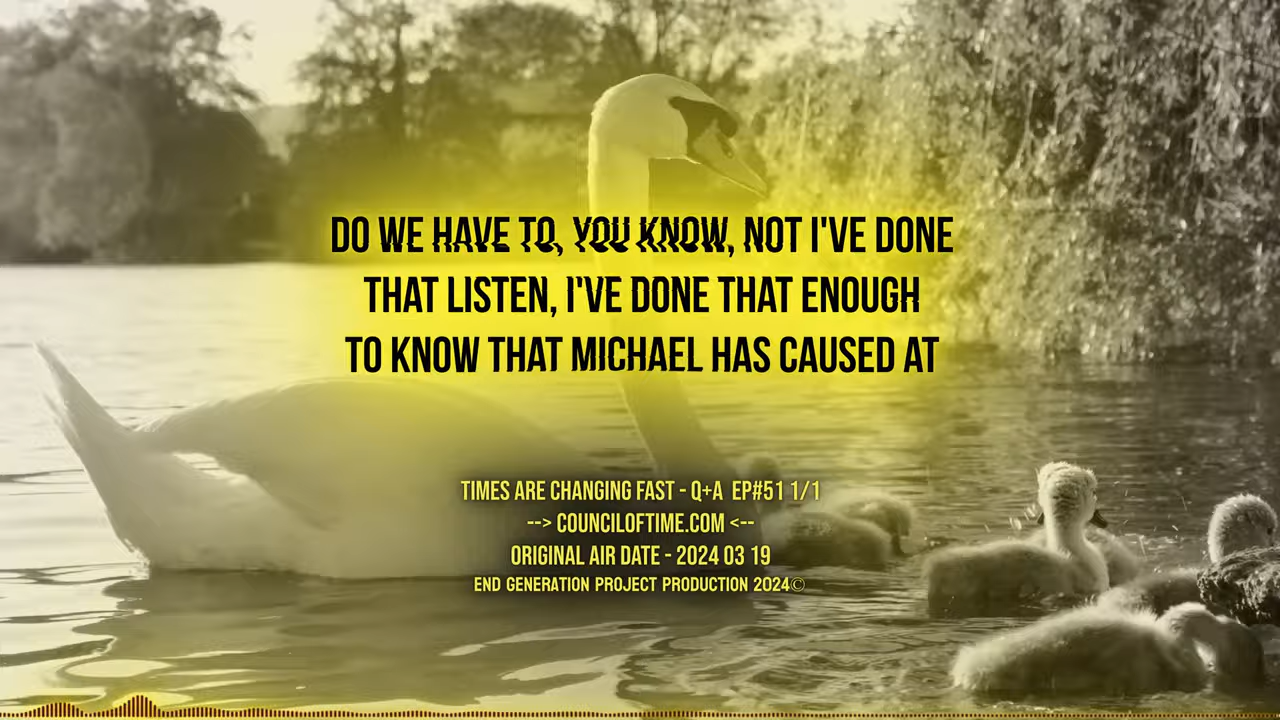 DO WE HAVE TO, YOU KNOW, NOT I'VE DONE
THAT LISTEN, I'VE DONE THAT ENOUGH
TO KNOW THAT MICHAEL HAS CAUSED AT
TIMES ARE CHANGING FAST - Q+A EP#51 1/1
--> COUNCILOFTIME.COM <--
ORIGINAL AIR DATE - 2024 03 19
END GENERATION PROJECT PRODUCTION 2024©